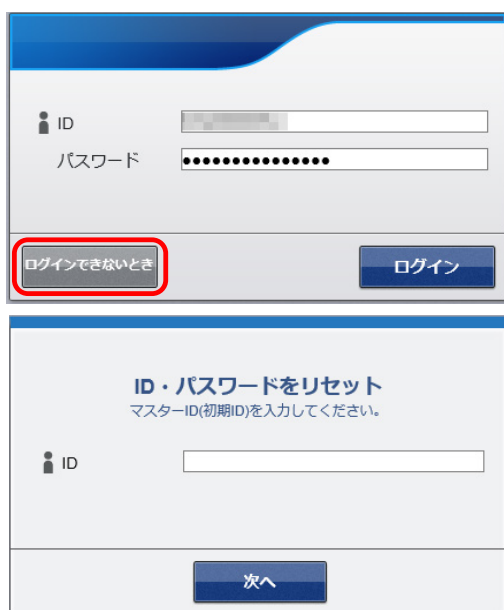 ID
パスワード
ログインできないとき
ログイン
ID・パスワードをリセット
マスターID(初期ID)を入力してください。
ID
次へ